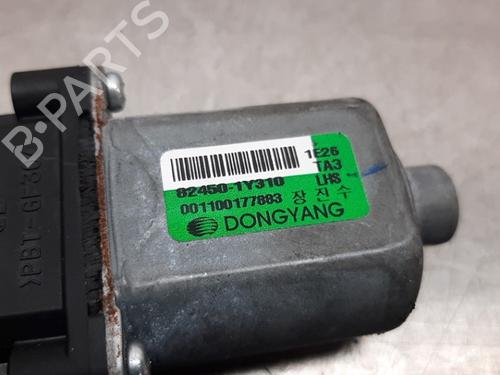 B-PARTS
1E26
TA3
82450-1Y310
LHS
001100177883 장진수
DONGYANG